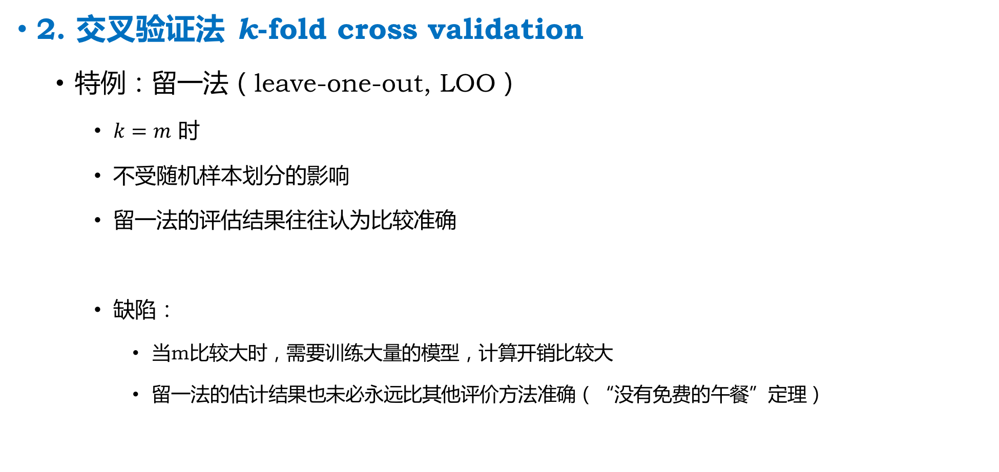 • 2. 交叉验证法 k-fold cross validation
• 特例：留一法（leave-one-out, LOO）
• k = m 时
• 不受随机样本划分的影响
• 留一法的评估结果往往认为比较准确
• 缺陷：
• 当m比较大时，需要训练大量的模型，计算开销比较大
• 留一法的估计结果也未必永远比其他评价方法准确（“没有免费的午餐”定理）